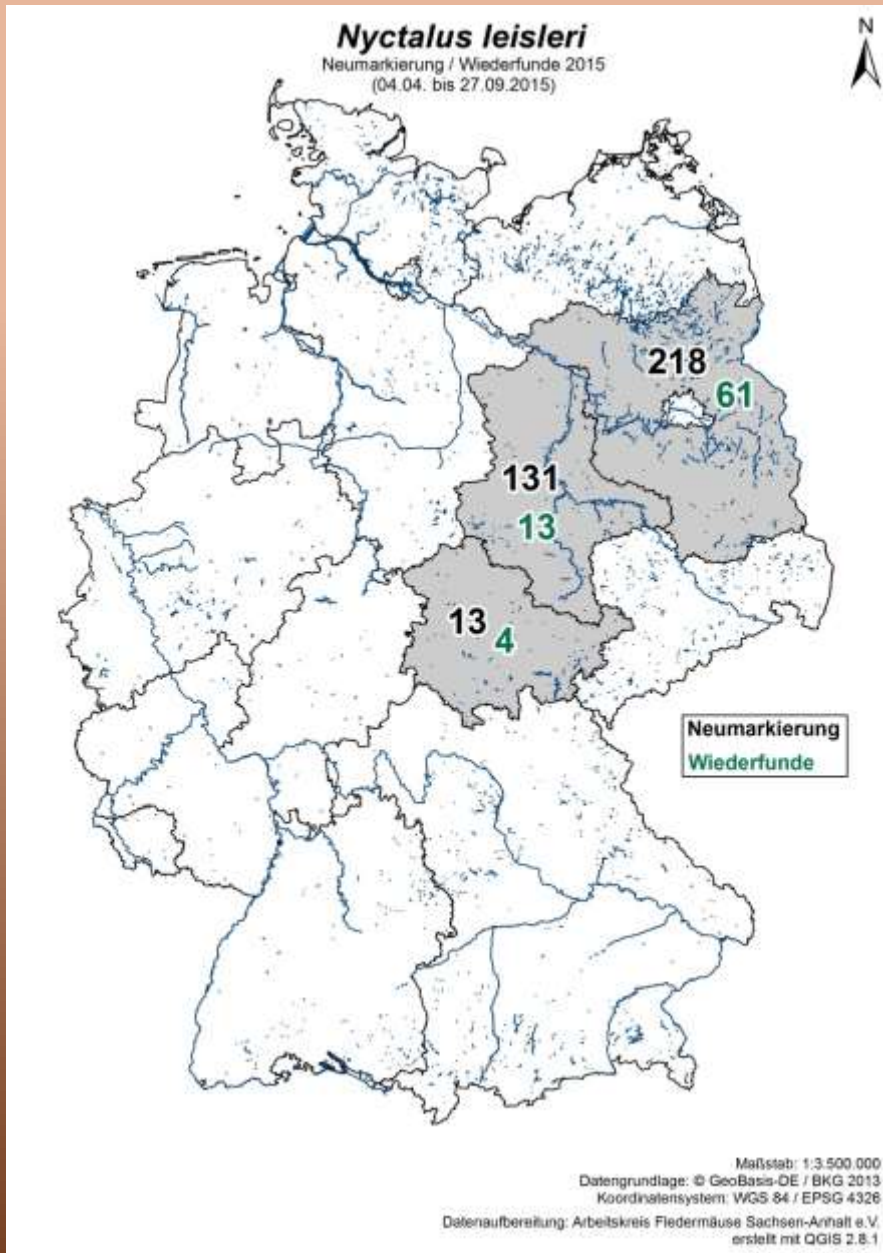 Nyctalus leisleri
Neumarkierung / Wiederfunde 2015
(04.04. bis 27.09.2015)
N
218
61
131
13
13
4
Neumarkierung
Wiederfunde
Maßstab: 1:3.500.000
Datengrundlage: © GeoBasis-DE / BKG 2013
Koordinatensystem: WGS 84 / EPSG 4326
Datenaufbereitung: Arbeitskreis Fledermäuse Sachsen-Anhalt e.V.
erstellt mit QGIS 2.8.1